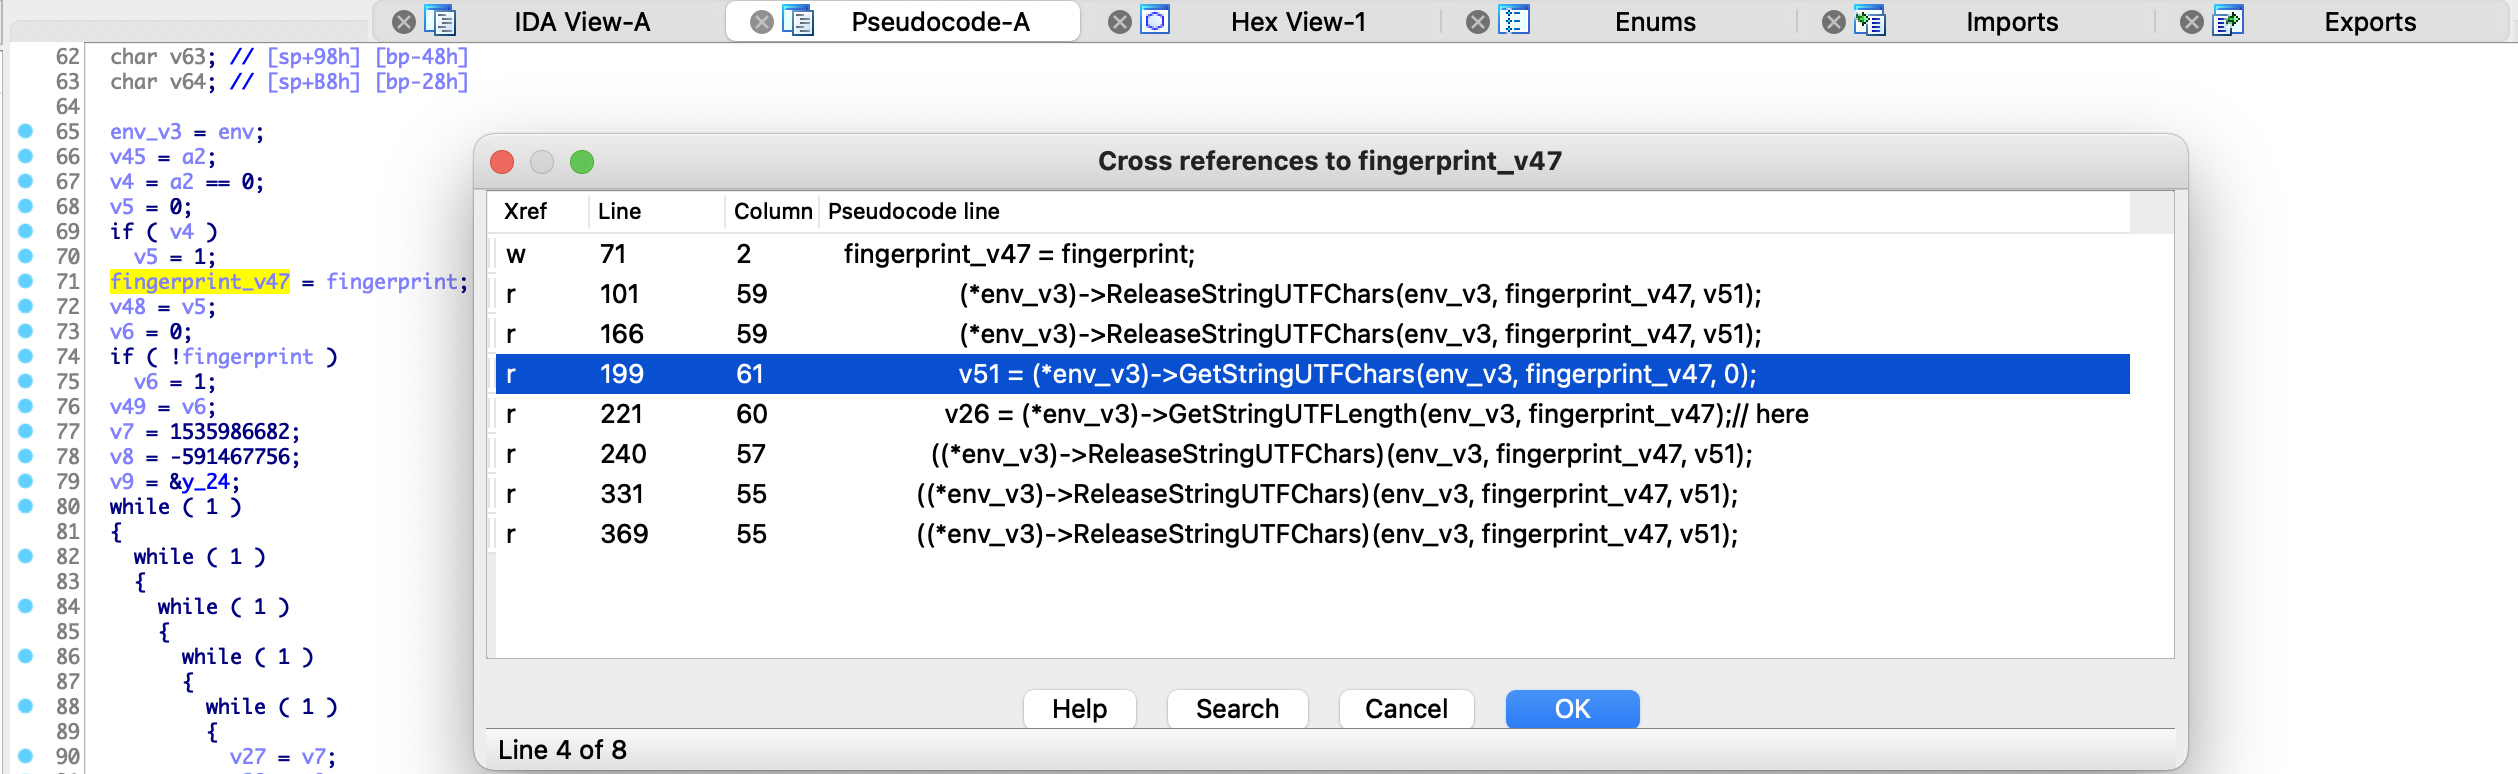 IDA View-A Pseudocode-A Hex View-1 Enums Imports Exports
62 char v63; // [sp+98h] [bp-48h]
63 char v64; // [sp+B8h] [bp-28h]
64
65 env_v3 = env;
66 v45 = a2;
67 v4 = a2 == 0;
68 v5 = 0;
69 if ( v4 )
70 v5 = 1;
71 fingerprint_v47 = fingerprint;
72 v48 = v5;
73 v6 = 0;
74 if ( !fingerprint )
75 v6 = 1;
76 v49 = v6;
77 v7 = 1535986682;
78 v8 = -591467756;
79 v9 = &y_24;
80 while ( 1 )
81 {
82 while ( 1 )
83 {
84 while ( 1 )
85 {
86 while ( 1 )
87 {
88 while ( 1 )
89 {
90 v27 = v7;
Cross references to fingerprint_v47
Xref Line Column Pseudocode line
w 71 2 fingerprint_v47 = fingerprint;
r 101 59 (*env_v3)->ReleaseStringUTFChars(env_v3, fingerprint_v47, v51);
r 166 59 (*env_v3)->ReleaseStringUTFChars(env_v3, fingerprint_v47, v51);
r 199 61 v51 = (*env_v3)->GetStringUTFChars(env_v3, fingerprint_v47, 0);
r 221 60 v26 = (*env_v3)->GetStringUTFLength(env_v3, fingerprint_v47);// here
r 240 57 ((*env_v3)->ReleaseStringUTFChars)(env_v3, fingerprint_v47, v51);
r 331 55 ((*env_v3)->ReleaseStringUTFChars)(env_v3, fingerprint_v47, v51);
r 369 55 ((*env_v3)->ReleaseStringUTFChars)(env_v3, fingerprint_v47, v51);
Help Search Cancel OK
Line 4 of 8